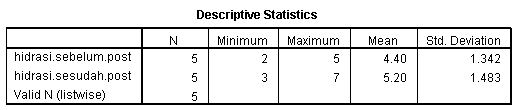 Descriptive Statistics
N Minimum Maximum Mean Std. Deviation
hidrasi.sebelum.post 5 2 5 4.40 1.342
hidrasi.sesudah.post 5 3 7 5.20 1.483
Valid N (listwise) 5